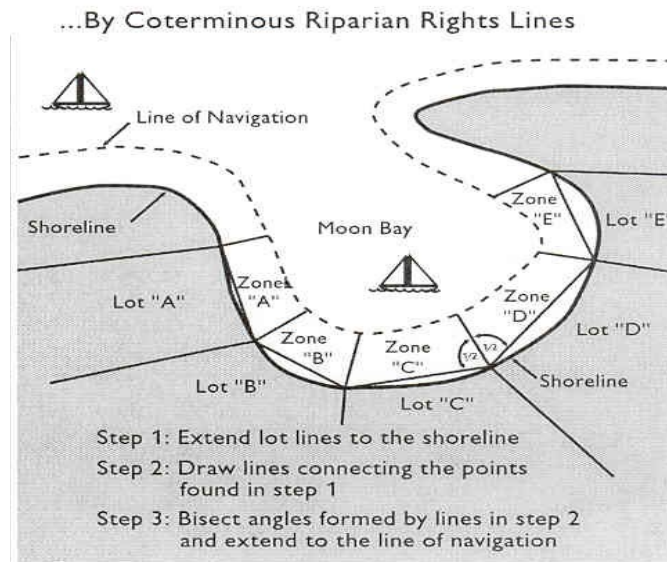 ...By Coterminous Riparian Rights Lines
Line of Navigation
Zone
"E"
Lot "E"
Shoreline
Moon Bay
Zone
"A"
Lot "A"
Zone
"D"
Lot "D"
Zone
"B"
Zone
"C"
1/2
1/2
Shoreline
Lot "B"
Lot "C"
Step 1: Extend lot lines to the shoreline
Step 2: Draw lines connecting the points
found in step 1
Step 3: Bisect angles formed by lines in step 2
and extend to the line of navigation